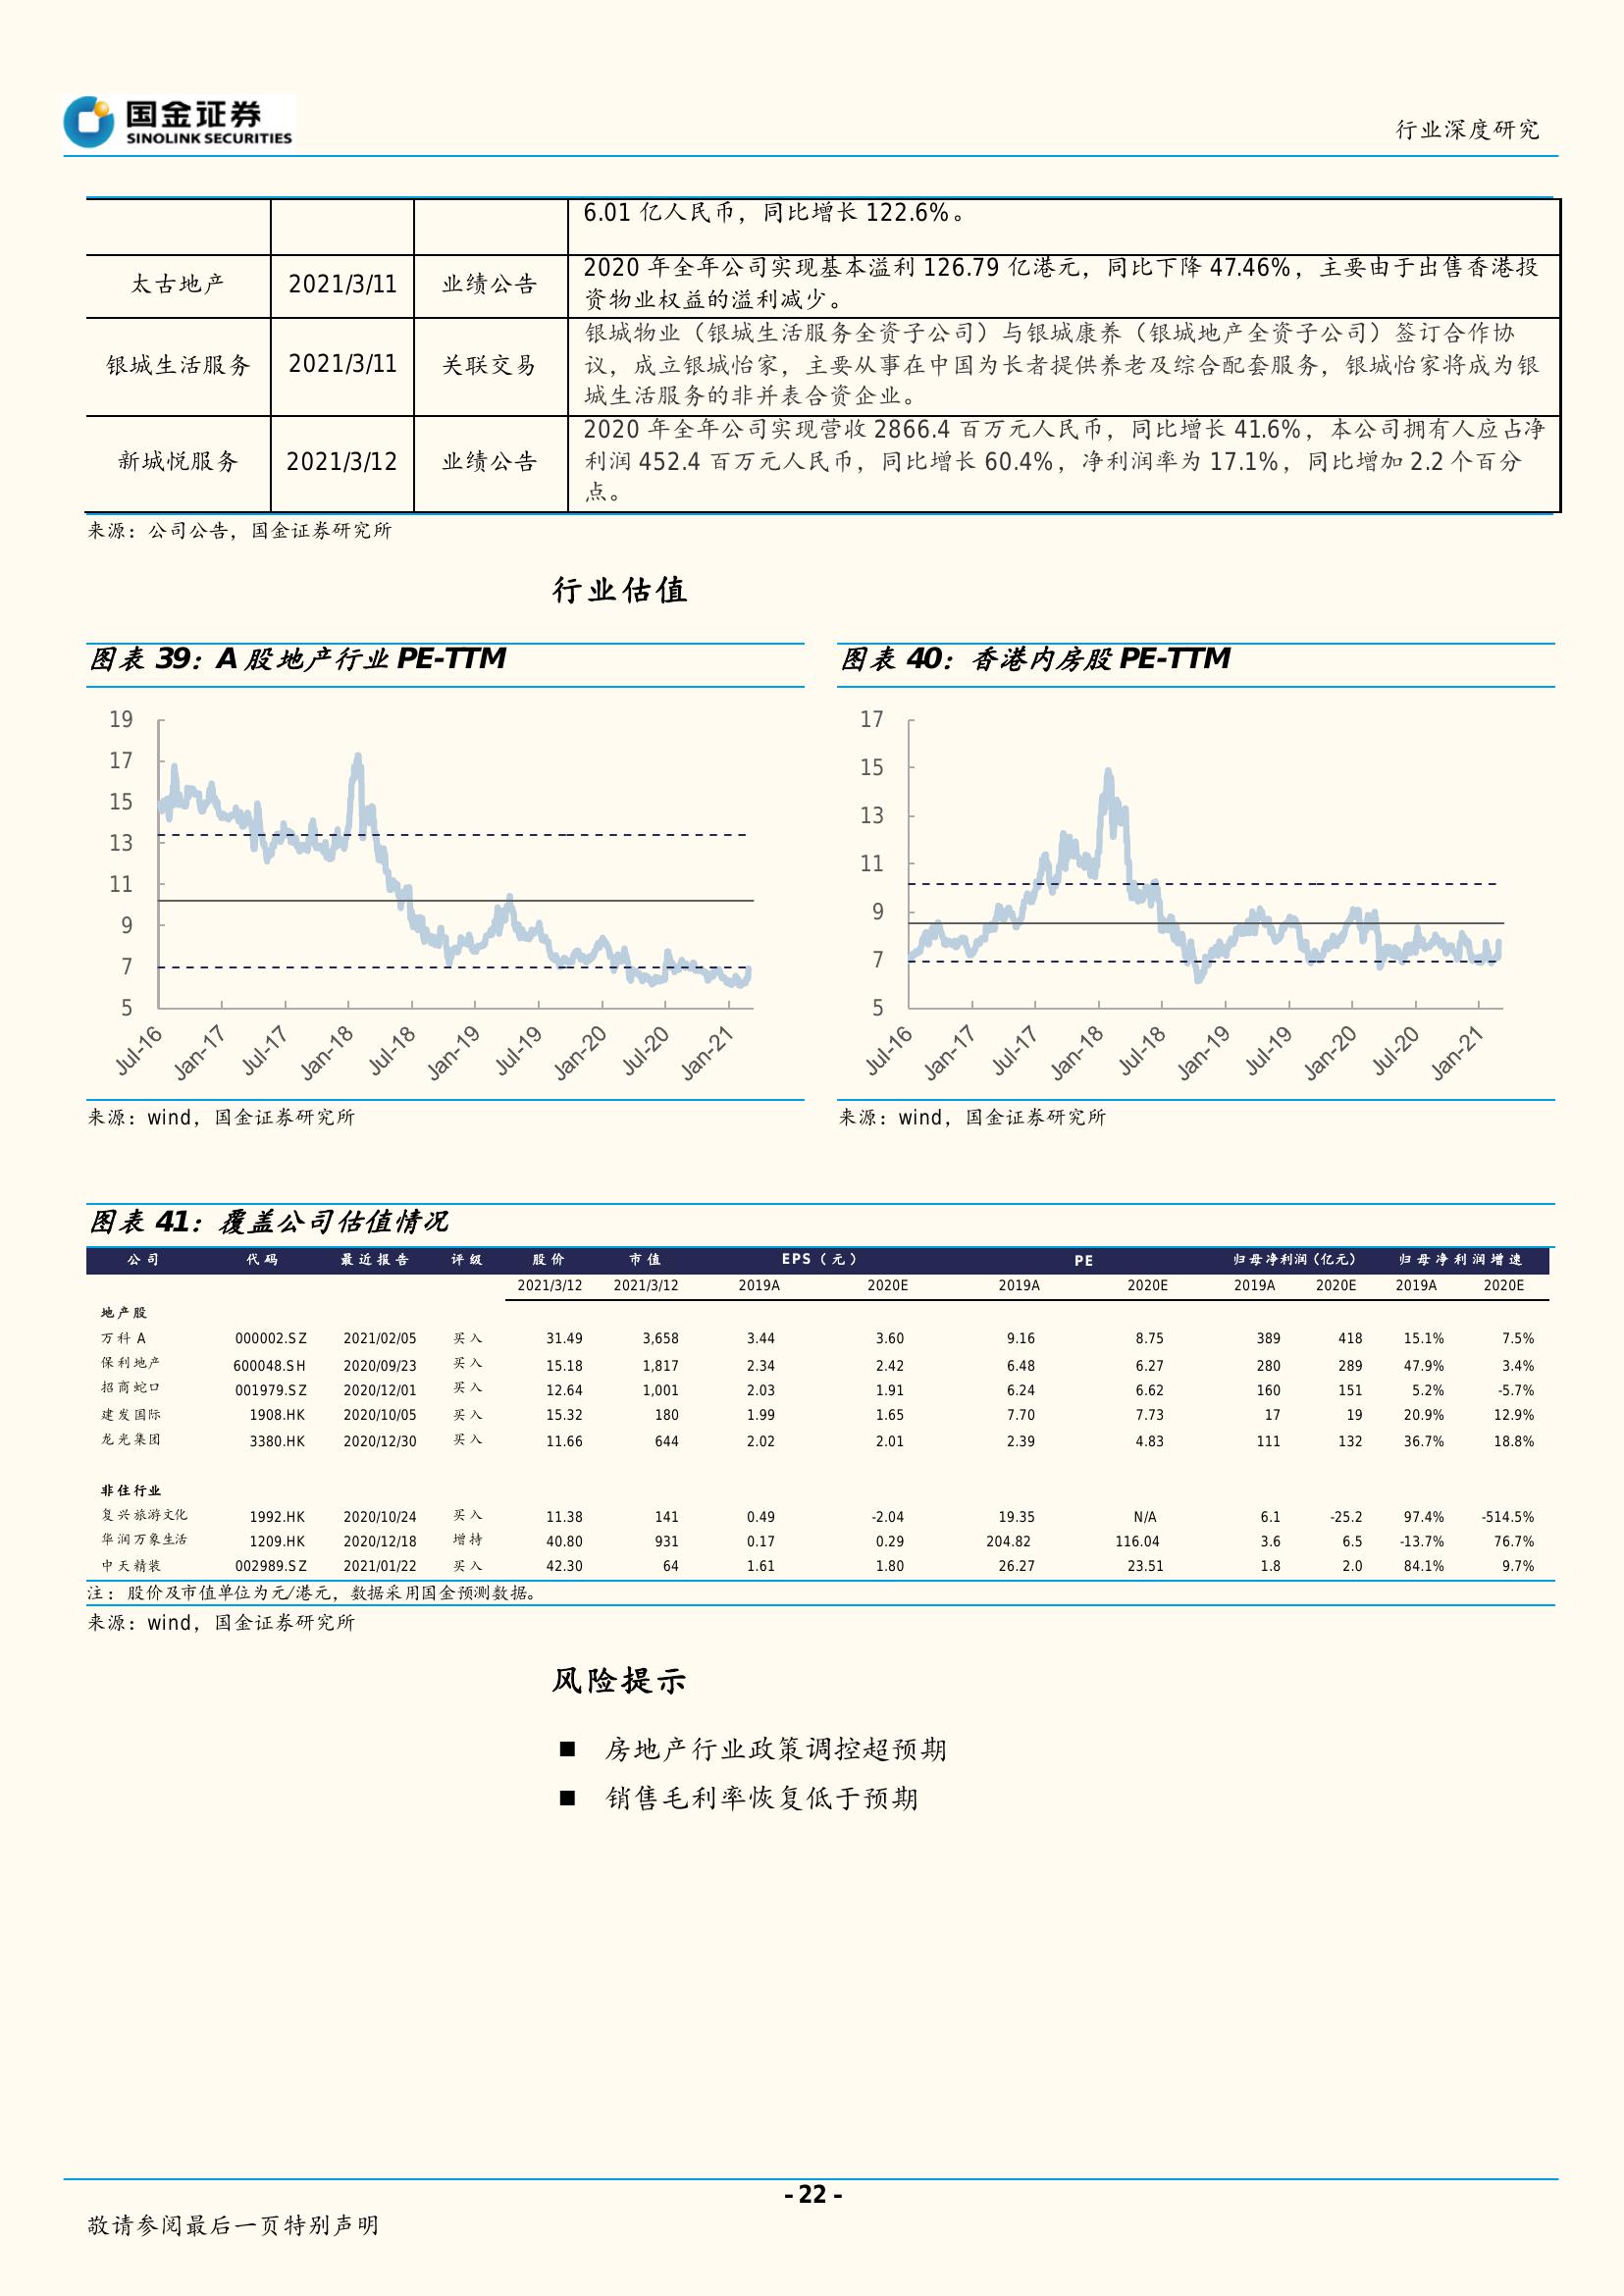 国金证券
SINOLINK SECURITIES
行业深度研究
6.01 亿人民币，同比增长 122.6%。
太古地产 2021/3/11 业绩公告 2020 年全年公司实现基本溢利 126.79 亿港元，同比下降 47.46%，主要由于出售香港投
资物业权益的溢利减少。
银城生活服务 2021/3/11 关联交易 银城物业（银城生活服务全资子公司）与银城康养（银城地产全资子公司）签订合作协
议，成立银城怡家，主要从事在中国为长者提供养老及综合配套服务，银城怡家将成为银
城生活服务的非并表合资企业。
新城悦服务 2021/3/12 业绩公告 2020 年全年公司实现营收 2866.4 百万元人民币，同比增长 41.6%，本公司拥有人应占净
利润 452.4 百万元人民币，同比增长 60.4%，净利润率为 17.1%，同比增加 2.2 个百分
点。
来源：公司公告，国金证券研究所
行业估值
图表 39：A 股地产行业 PE-TTM
19
17
15
13
11
9
7
5
Jul-16 Jan-17 Jul-17 Jan-18 Jul-18 Jan-19 Jul-19 Jan-20 Jul-20 Jan-21
来源：wind，国金证券研究所
图表 40：香港内房股 PE-TTM
17
15
13
11
9
7
5
Jul-16 Jan-17 Jul-17 Jan-18 Jul-18 Jan-19 Jul-19 Jan-20 Jul-20 Jan-21
来源：wind，国金证券研究所
图表 41：覆盖公司估值情况
公司 代码 最近报告 评级 股价 市值 EPS（元） PE 归母净利润（亿元） 归母净利润增速
2021/3/12 2021/3/12 2019A 2020E 2019A 2020E 2019A 2020E 2019A 2020E
地产股
万科 A 000002.SZ 2021/02/05 买入 31.49 3,658 3.44 3.60 9.16 8.75 389 418 15.1% 7.5%
保利地产 600048.SH 2020/09/23 买入 15.18 1,817 2.34 2.42 6.48 6.27 280 289 47.9% 3.4%
招商蛇口 001979.SZ 2020/12/01 买入 12.64 1,001 2.03 1.91 6.24 6.62 160 151 5.2% -5.7%
建发国际 1908.HK 2020/10/05 买入 15.32 180 1.99 1.65 7.70 7.73 17 19 20.9% 12.9%
龙光集团 3380.HK 2020/12/30 买入 11.66 644 2.02 2.01 2.39 4.83 111 132 36.7% 18.8%
非住行业
复兴旅游文化 1992.HK 2020/10/24 买入 11.38 141 0.49 -2.04 19.35 N/A 6.1 -25.2 97.4% -514.5%
华润万象生活 1209.HK 2020/12/18 增持 40.80 931 0.17 0.29 204.82 116.04 3.6 6.5 -13.7% 76.7%
中天精装 002989.SZ 2021/01/22 买入 42.30 64 1.61 1.80 26.27 23.51 1.8 2.0 84.1% 9.7%
注：股价及市值单位为元/港元，数据采用国金预测数据。
来源：wind，国金证券研究所
风险提示
■ 房地产行业政策调控超预期
■ 销售毛利率恢复低于预期
- 22 -
敬请参阅最后一页特别声明